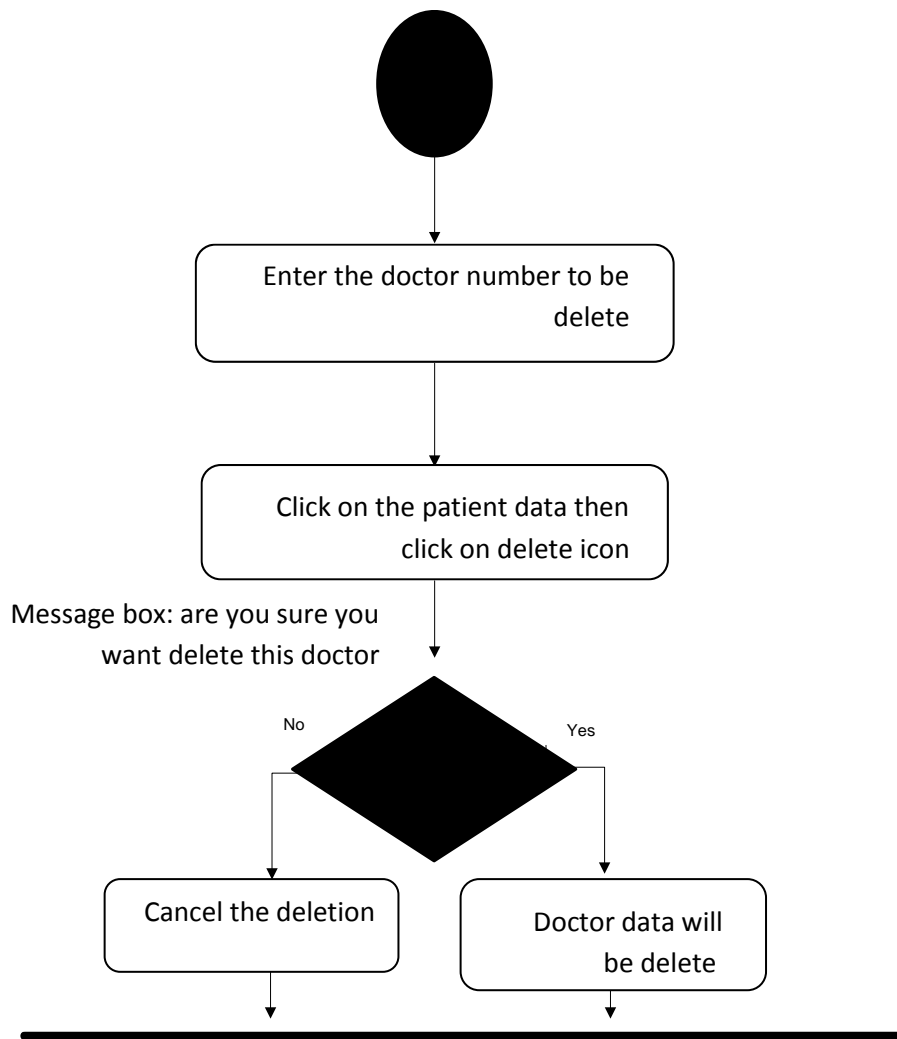 Enter the doctor number to be
delete
Click on the patient data then
click on delete icon
Message box: are you sure you
want delete this doctor
No
Yes
Cancel the deletion
Doctor data will
be delete